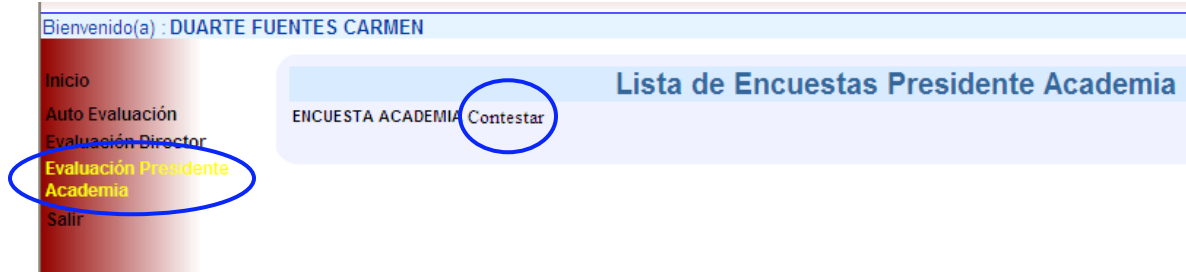 Bienvenido(a) : DUARTE FUENTES CARMEN
Inicio
Auto Evaluación
Evaluación Director
Evaluación Presidente
Academia
Salir
Lista de Encuestas Presidente Academia
ENCUESTA ACADEMIA Contestar